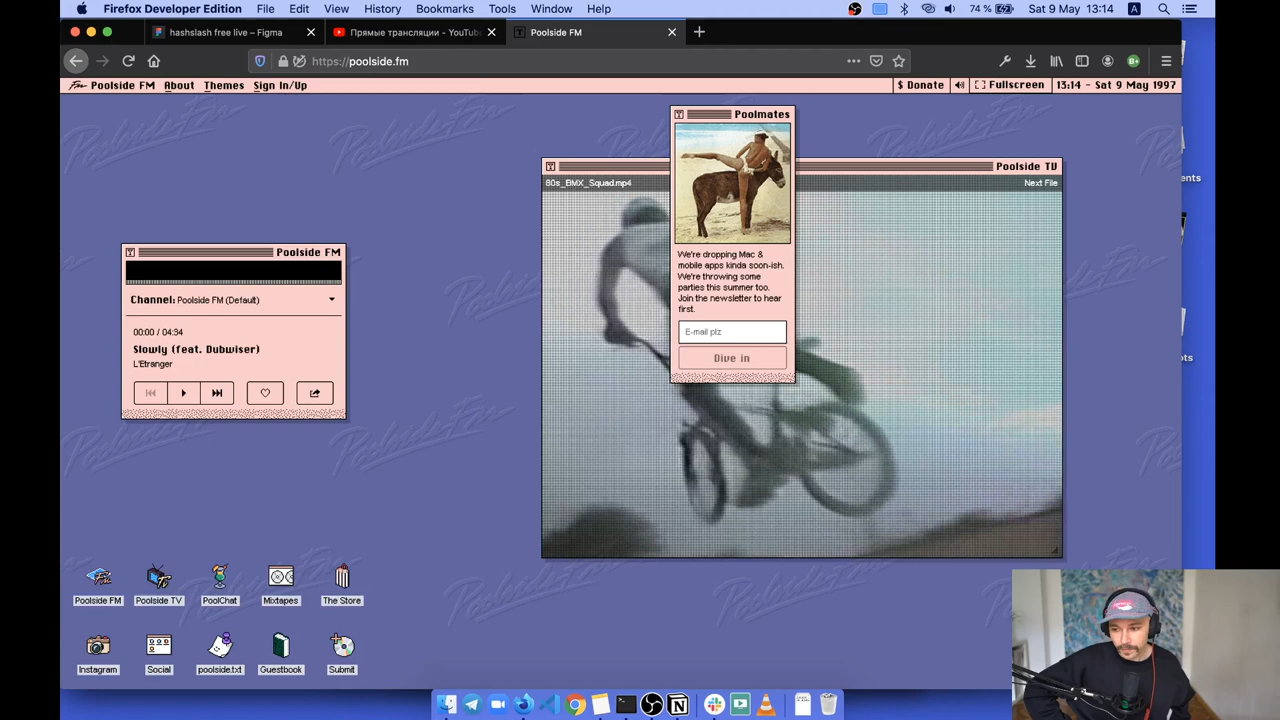 Firefox Developer Edition File Edit View History Bookmarks Tools Window Help 74 % Sat 9 May 13:14 A
hashslash free live – Figma
Прямые трансляции - YouTube
Poolside FM
https://poolside.fm
B+
Poolside FM About Themes Sign In/Up $ Donate Fullscreen 13:14 - Sat 9 May 1997
Poolmates
We're dropping Mac &
mobile apps kinda soon-ish.
We're throwing some
parties this summer too.
Join the newsletter to hear
first.
E-mail plz
Dive in
Poolside TV
80s_BMX_Squad.mp4 Next File
Poolside FM
Channel: Poolside FM (Default)
00:00 / 04:34
Slowly (feat. Dubwiser)
L'Etranger
Poolside FM Poolside TV PoolChat Mixtapes The Store
Instagram Social poolside.txt Guestbook Submit
ents
ots